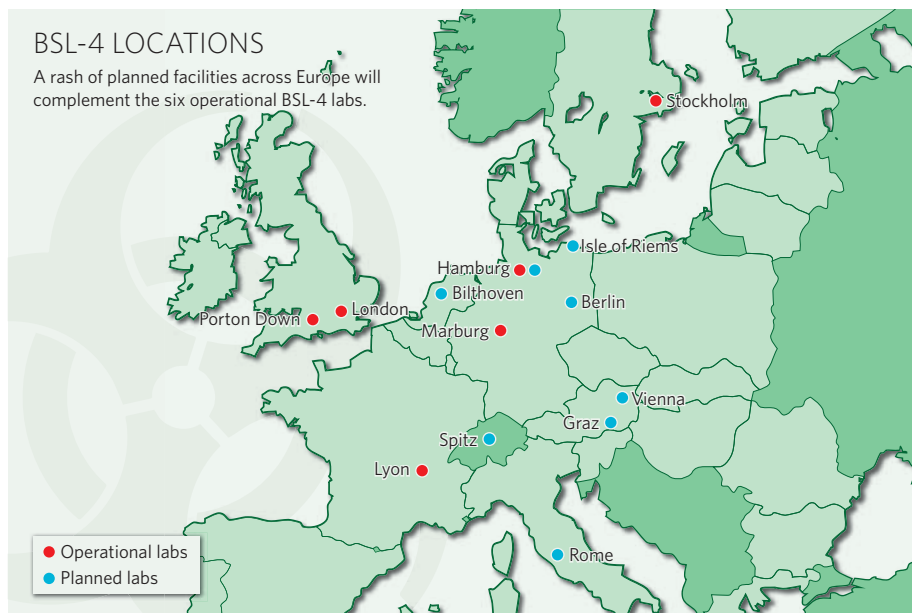 BSL-4 LOCATIONS
A rash of planned facilities across Europe will
complement the six operational BSL-4 labs.
Stockholm
Isle of Riems
Hamburg
Bilthoven
Berlin
London
Porton Down
Marburg
Vienna
Graz
Spitz
Lyon
Rome
Operational labs
Planned labs